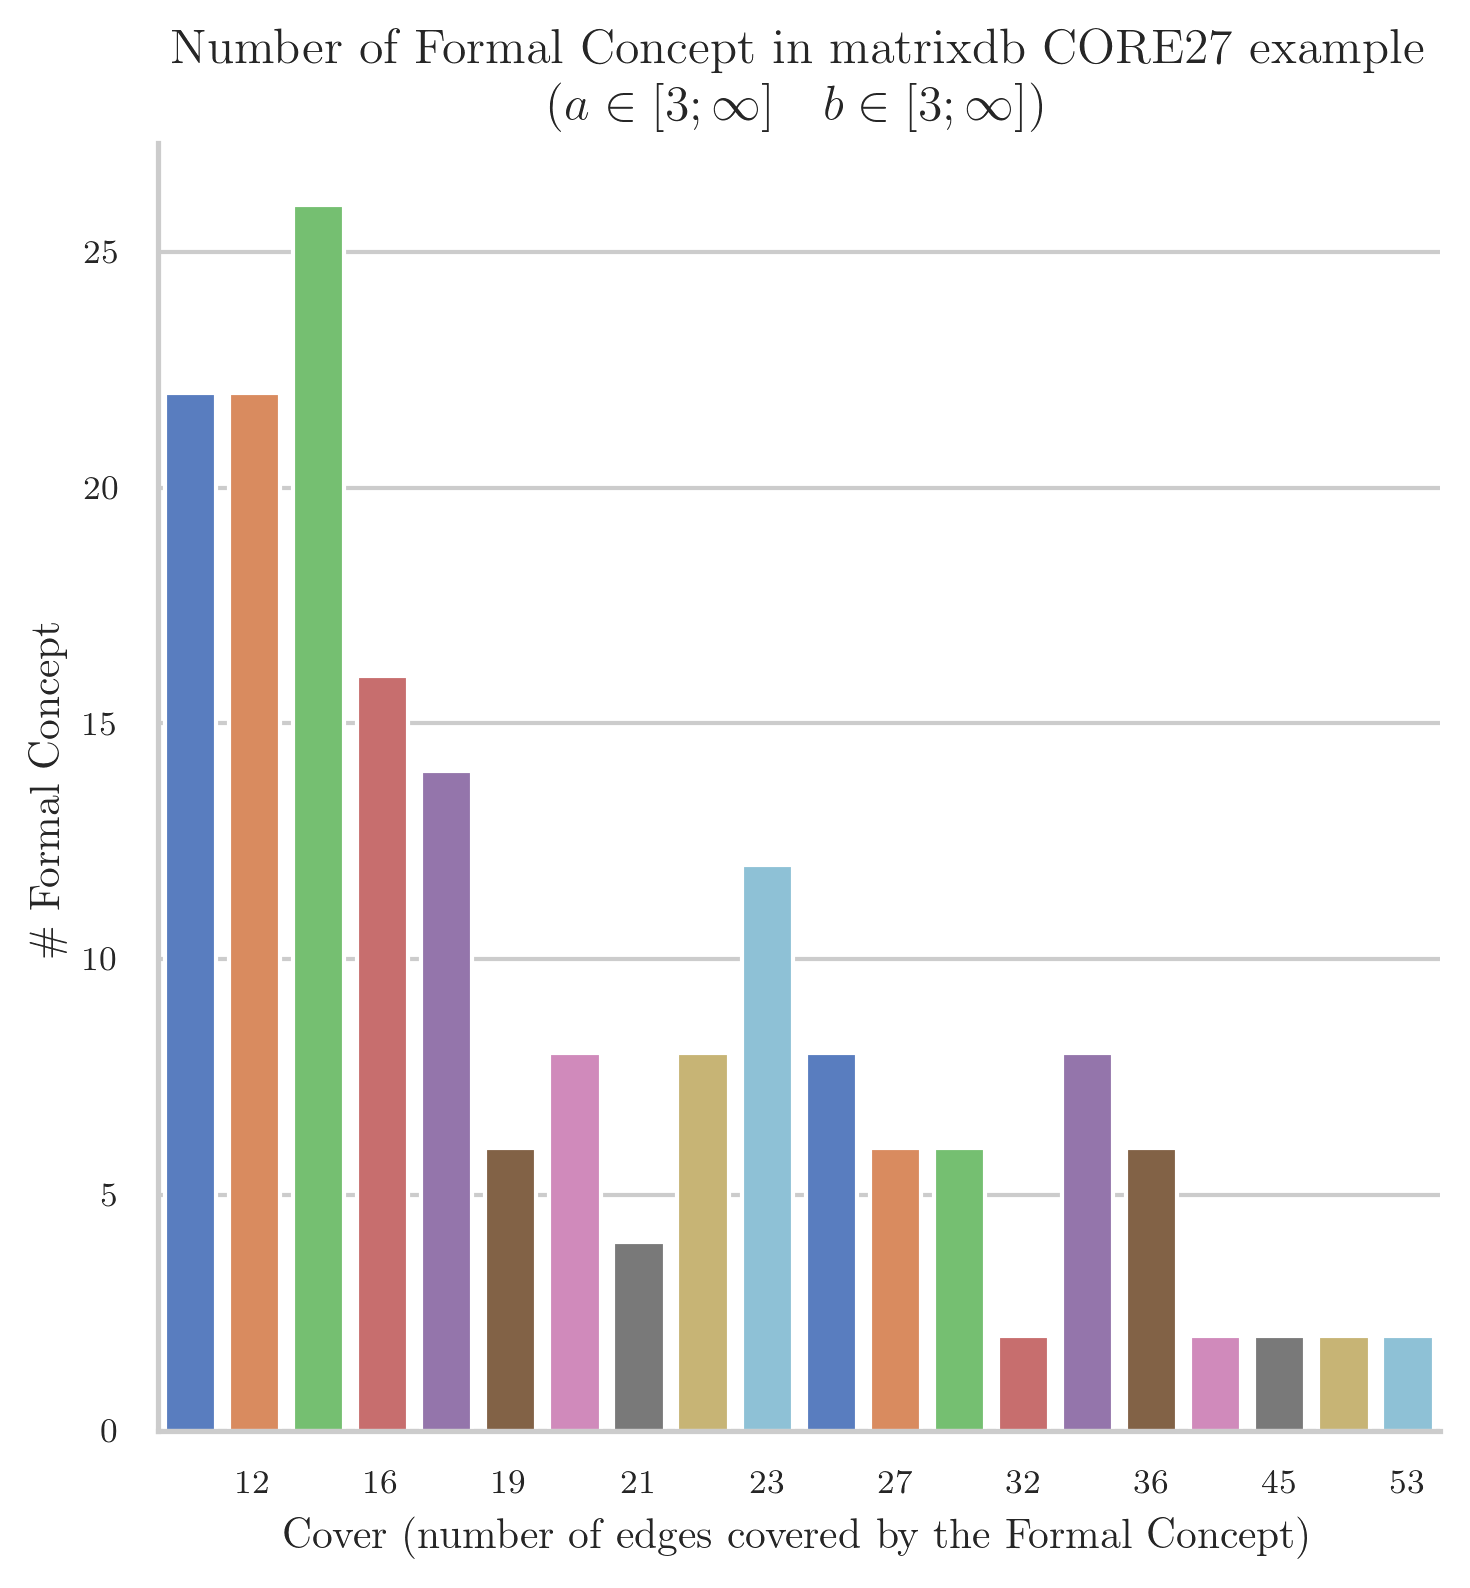 Number of Formal Concept in matrixdb CORE27 example
(a ∈ [3; ∞] b ∈ [3; ∞])
# Formal Concept
25
20
15
10
5
0
12 16 19 21 23 27 32 36 45 53
Cover (number of edges covered by the Formal Concept)